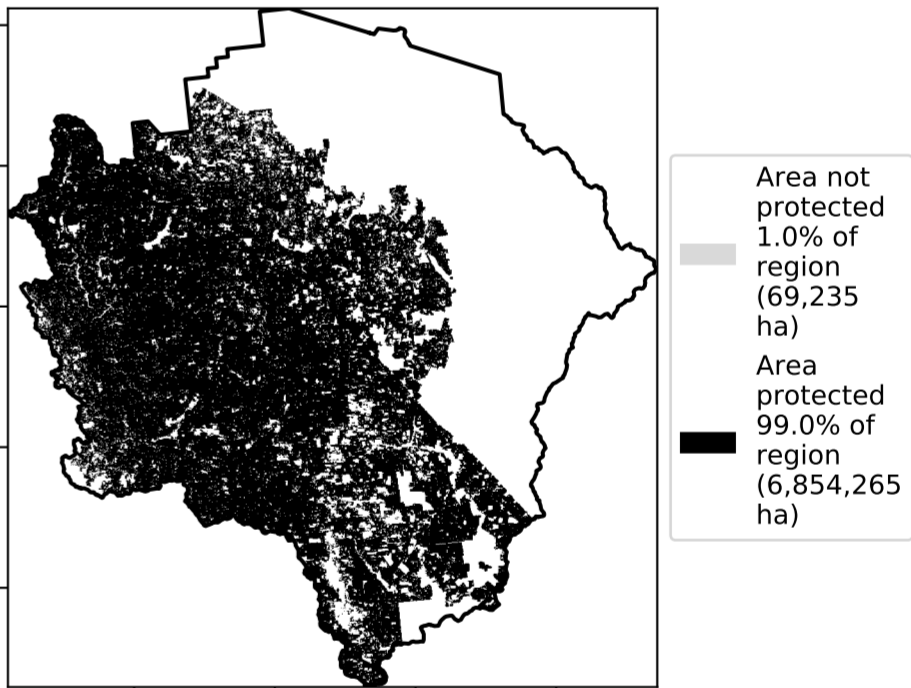 Area not
protected
1.0% of
region
(69,235
ha)
Area
protected
99.0% of
region
(6,854,265
ha)